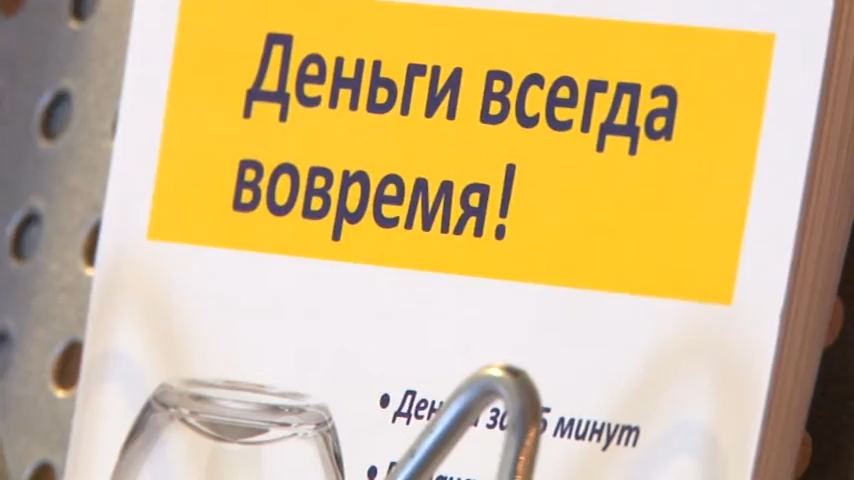 Деньги всегда
вовремя!
• минут